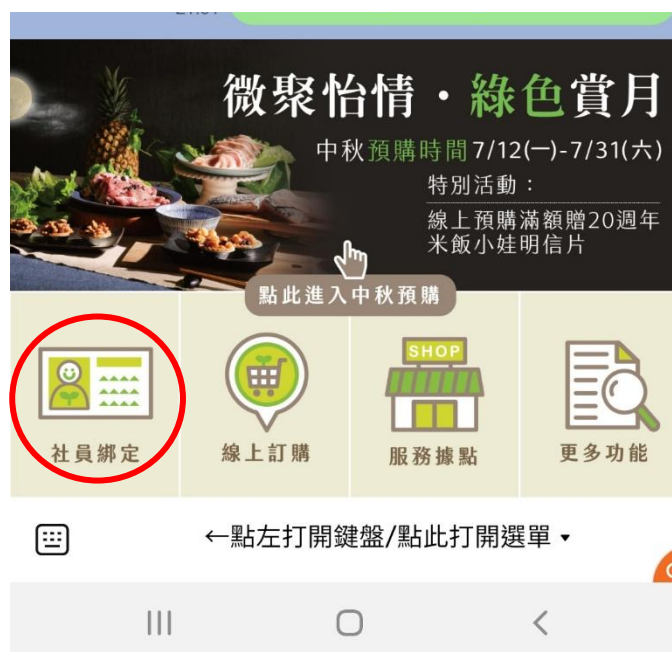 微聚怡情・綠色賞月
中秋預購時間7/12(一)-7/31(六)
特別活動：
線上預購滿額贈20週年
米飯小娃明信片
點此進入中秋預購
SHOP
社員綁定
線上訂購
服務據點
更多功能
←點左打開鍵盤/點此打開選單▼